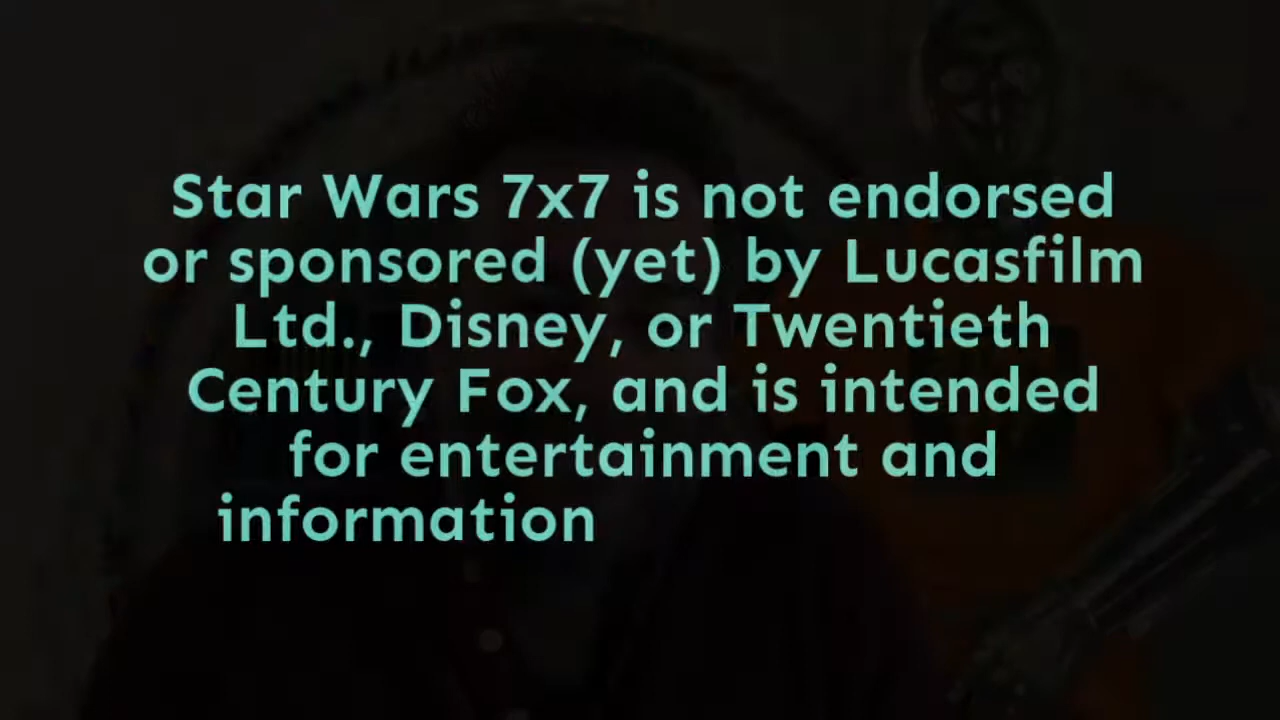 Star Wars 7x7 is not endorsed
or sponsored (yet) by Lucasfilm
Ltd., Disney, or Twentieth
Century Fox, and is intended
for entertainment and
information